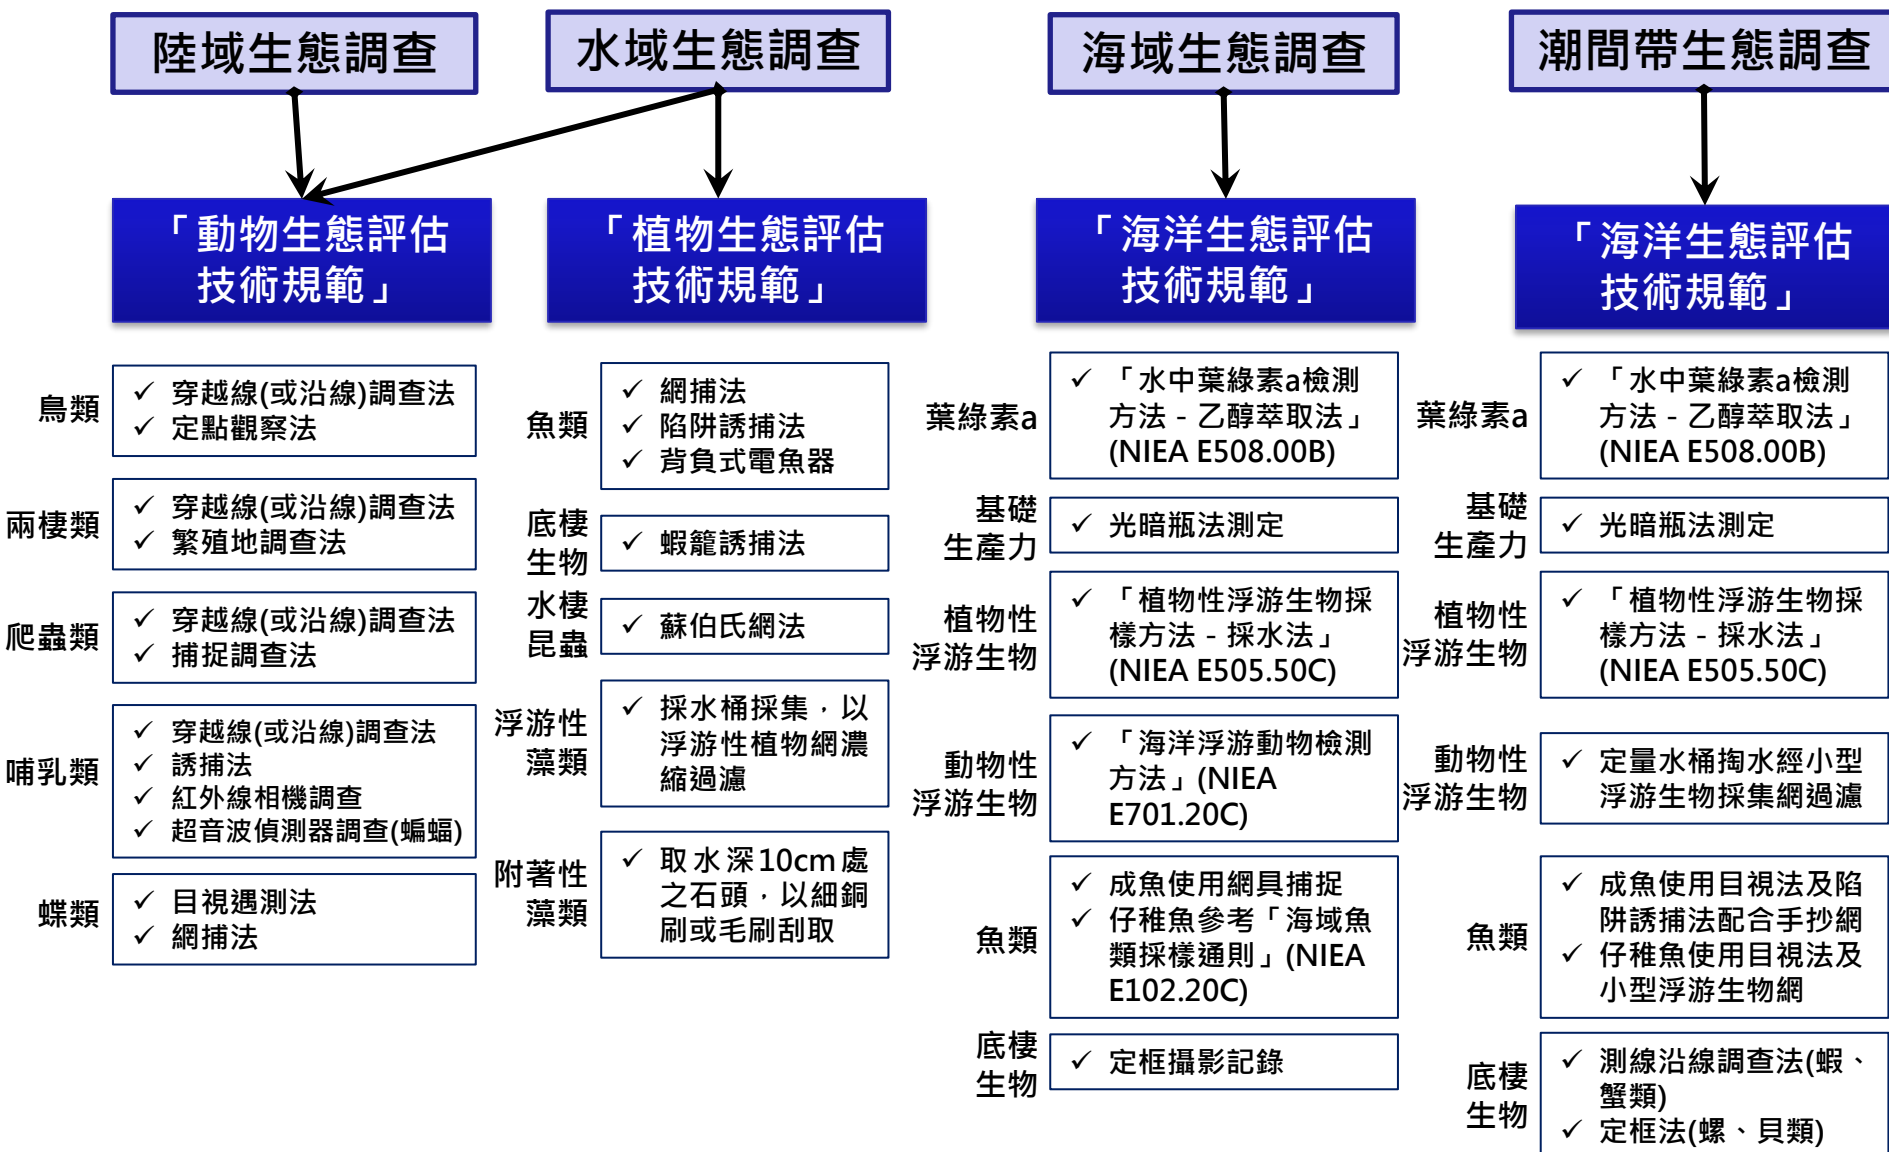 陸域生態調查
水域生態調查
海域生態調查
潮間帶生態調查
「動物生態評估
技術規範」
「植物生態評估
技術規範」
「海洋生態評估
技術規範」
「海洋生態評估
技術規範」
鳥類
✓ 穿越線(或沿線)調查法
✓ 定點觀察法
兩棲類
✓ 穿越線(或沿線)調查法
✓ 繁殖地調查法
爬蟲類
✓ 穿越線(或沿線)調查法
✓ 捕捉調查法
哺乳類
✓ 穿越線(或沿線)調查法
✓ 誘捕法
✓ 紅外線相機調查
✓ 超音波偵測器調查(蝙蝠)
蝶類
✓ 目視遇測法
✓ 網捕法
魚類
✓ 網捕法
✓ 陷阱誘捕法
✓ 背負式電魚器
底棲
生物
✓ 蝦籠誘捕法
水棲
昆蟲
✓ 蘇伯氏網法
浮游性
藻類
✓ 採水桶採集，以
浮游性植物網濃
縮過濾
附著性
藻類
✓ 取水深10cm處
之石頭，以細銅
刷或毛刷刮取
葉綠素a
✓ 「水中葉綠素a檢測
方法－乙醇萃取法」
(NIEA E508.00B)
基礎
生產力
✓ 光暗瓶法測定
植物性
浮游生物
✓ 「植物性浮游生物採
樣方法－採水法」
(NIEA E505.50C)
動物性
浮游生物
✓ 「海洋浮游動物檢測
方法」(NIEA
E701.20C)
魚類
✓ 成魚使用網具捕捉
✓ 仔稚魚參考「海域魚
類採樣通則」(NIEA
E102.20C)
底棲
生物
✓ 定框攝影記錄
葉綠素a
✓ 「水中葉綠素a檢測
方法－乙醇萃取法」
(NIEA E508.00B)
基礎
生產力
✓ 光暗瓶法測定
植物性
浮游生物
✓ 「植物性浮游生物採
樣方法－採水法」
(NIEA E505.50C)
動物性
浮游生物
✓ 定量水桶掏水經小型
浮游生物採集網過濾
魚類
✓ 成魚使用目視法及陷
阱誘捕法配合手抄網
✓ 仔稚魚使用目視法及
小型浮游生物網
底棲
生物
✓ 測線沿線調查法(蝦、
蟹類)
✓ 定框法(螺、貝類)